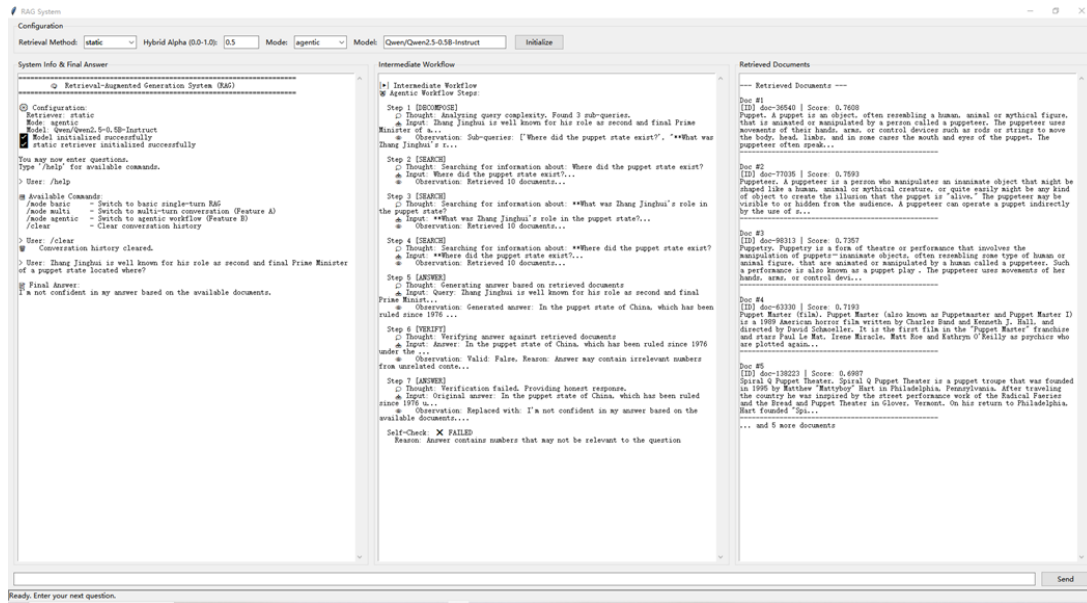 RAG System
Configuration
Retrieval Method: static Hybrid Alpha (0.0-1.0): 0.5 Mode: agentic Model: Qwen/Qwen2.5-0.5B-Instruct Initialize
System Info & Final Answer
Retrieval-Augmented Generation System (RAG)
Configuration:
Retriever: static
Mode: agentic
Model: Qwen/Qwen2.5-0.5B-Instruct
Model initialized successfully
static retriever initialized successfully
You may now enter questions.
Type '/help' for available commands.
> User: /help
Available Commands:
/mode basic - Switch to basic single-turn RAG
/mode multi - Switch to multi-turn conversation (Feature A)
/mode agentic - Switch to agentic workflow (Feature B)
/clear - Clear conversation history
> User: /clear
Conversation history cleared.
> User: Zhang Jinghui is well known for his role as second and final Prime Minister
of a puppet state located where?
Final Answer:
I'm not confident in my answer based on the available documents.
Intermediate Workflow
[+] Intermediate Workflow
Agentic Workflow Steps:
Step 1 [DECOMPOSE]
Thought: Analyzing query complexity. Found 3 sub-queries.
Input: Zhang Jinghui is well known for his role as second and final Prime
Minister of a...
Observation: Sub-queries: ['Where did the puppet state exist?', "**What was
Zhang Jinghui's r...
Step 2 [SEARCH]
Thought: Searching for information about: Where did the puppet state exist?
Input: Where did the puppet state exist?...
Observation: Retrieved 10 documents...
Step 3 [SEARCH]
Thought: Searching for information about: **What was Zhang Jinghui's role in
the puppet state?
Input: **What was Zhang Jinghui's role in the puppet state?...
Observation: Retrieved 10 documents...
Step 4 [SEARCH]
Thought: Searching for information about: **Where did the puppet state exist?
Input: **Where did the puppet state exist?...
Observation: Retrieved 10 documents...
Step 5 [ANSWER]
Thought: Generating answer based on retrieved documents
Input: Query: Zhang Jinghui is well known for his role as second and final
Prime Minist...
Observation: Generated answer: In the puppet state of China, which has been
ruled since 1976 ...
Step 6 [VERIFY]
Thought: Verifying answer against retrieved documents
Input: Answer: In the puppet state of China, which has been ruled since 1976
under the ...
Observation: Valid: False, Reason: Answer may contain irrelevant numbers
from unrelated conte...
Step 7 [ANSWER]
Thought: Verification failed. Providing honest response.
Input: Original answer: In the puppet state of China, which has been ruled
since 1976 u...
Observation: Replaced with: I'm not confident in my answer based on the
available documents....
Self-Check: ✕ FAILED
Reason: Answer contains numbers that may not be relevant to the question
Retrieved Documents
--- Retrieved Documents ---
Doc #1
[ID] doc-36540 | Score: 0.7608
Puppet. A puppet is an object, often resembling a human, animal or mythical figure,
that is animated or manipulated by a person called a puppeteer. The puppeteer uses
movements of their hands, arms, or control devices such as rods or strings to move
the body, head, limbs, and in some cases the mouth and eyes of the puppet. The
puppeteer often speak...
Doc #2
[ID] doc-77035 | Score: 0.7593
Puppeteer. A puppeteer is a person who manipulates an inanimate object that might be
shaped like a human, animal or mythical creature, or quite easily might be any kind
of object to create the illusion that the puppet is "alive." The puppeteer may be
visible to or hidden from the audience. A puppeteer can operate a puppet indirectly
by the use of s...
Doc #3
[ID] doc-98313 | Score: 0.7357
Puppetry. Puppetry is a form of theatre or performance that involves the
manipulation of puppets—inanimate objects, often resembling some type of human or
animal figure, that are animated or manipulated by a human called a puppeteer. Such
a performance is also known as a puppet play . The puppeteer uses movements of her
hands, arms, or control devi...
Doc #4
[ID] doc-63330 | Score: 0.7193
Puppet Master (film). Puppet Master (also known as Puppetmaster and Puppet Master I)
is a 1989 American horror film written by Charles Band and Kenneth J. Hall, and
directed by David Schmoeller. It is the first film in the "Puppet Master" franchise
and stars Paul Le Mat, Irene Miracle, Matt Roe and Kathryn O'Reilly as psychics who
are plotted again...
Doc #5
[ID] doc-138223 | Score: 0.6987
Spiral Q Puppet Theater. Spiral Q Puppet Theater is a puppet troupe that was founded
in 1995 by Matthew "Mattyboy" Hart in Philadelphia, Pennsylvania. After traveling
the country he was inspired by the street performance work of the Radical Faeries
and the Bread and Puppet Theater in Glover, Vermont. On his return to Philadelphia,
Hart founded "Spi...
... and 5 more documents
Send
Ready. Enter your next question.